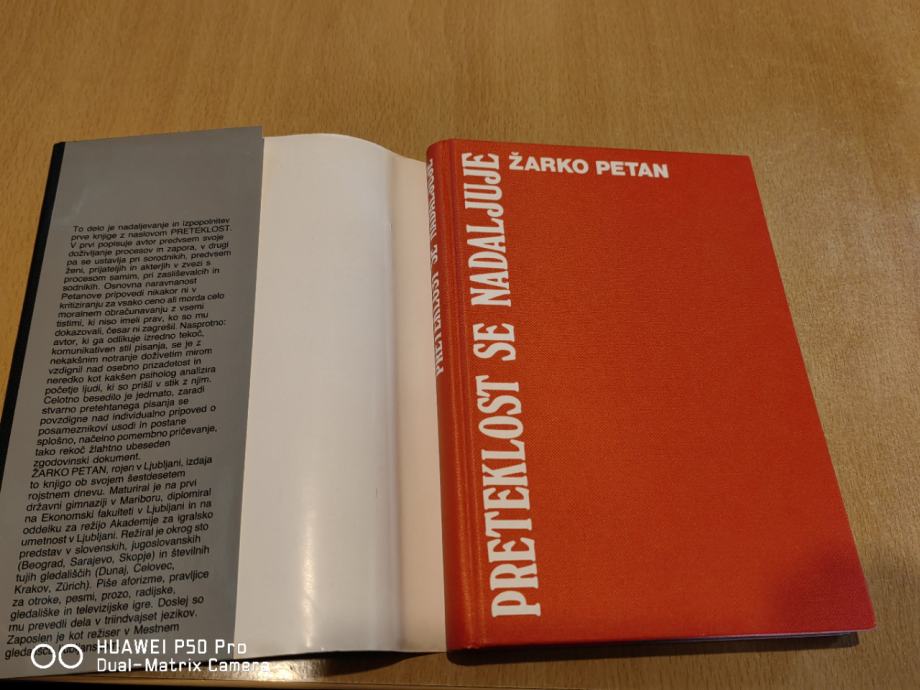 To delo je nadaljevanje in izpopolnitev
prve knjige z naslovom PRETEKLOST.
V prvi popisuje avtor predvsem svoje
doživljanje procesov in zapora, v drugi
pa se ustavlja pri sorodnikih, predvsem
ženi, prijateljih in akterjih v zvezi s
procesom samim, pri zasliševalcih in
sodnikih. Osnovna naravnanost
Petanove pripovedi nikakor ni v
kritiziranju za vsako ceno ali morda celo
moralnem obračunavanju z vsemi
tistimi, ki niso imeli prav, ko so mu
dokazovali, česar ni zagrešil. Nasprotno:
avtor, ki ga odlikuje izredno tekoč,
komunikativen stil pisanja, se je z
nekakšnim notranje doživetim mirom
vzdignil nad osebno prizadetost in
neredko kot kakšen psiholog analizira
početje ljudi, ki so prišli v stik z njim.
Celotno besedilo je jedrnato, zaradi
stvarno pretehtanega pisanja se
povzdigne nad individualno pripoved o
posameznikovi usodi in postane
splošno, načelno pomembno pričevanje,
tako rekoč žlahtno ubeseden
zgodovinski dokument.
ŽARKO PETAN, rojen v Ljubljani, izdaja
to knjigo ob svojem šestdesetem
rojstnem dnevu. Maturiral je na prvi
državni gimnaziji v Mariboru, diplomiral
na Ekonomski fakulteti v Ljubljani in na
oddelku za režijo Akademije za igralsko
umetnost v Ljubljani. Režiral je okrog sto
predstav v slovenskih, jugoslovanskih
(Beograd, Sarajevo, Skopje) in številnih
tujih gledališčih (Dunaj, Celovec,
Krakov, Zürich). Piše aforizme, pravljice
za otroke, pesmi, prozo, radijske,
gledališke in televizijske igre. Doslej so
mu prevedli dela v triindvajset jezikov.
Zaposlen je kot režiser v Mestnem
PRETEKLOST SE NADALJUJE
ŽARKO PETAN
PRETEKLOST SE NADALJUJE
HUAWEI P50 Pro
Dual-Matrix Camera